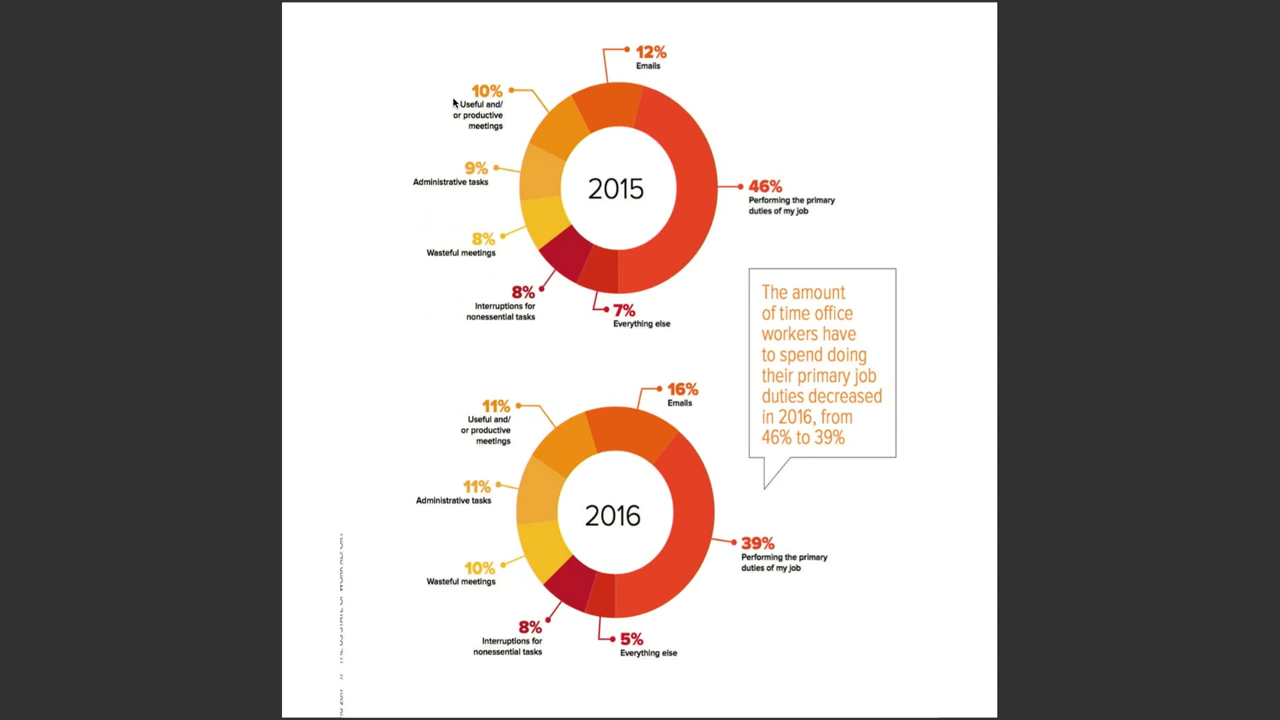 12%
Emails
10%
Useful and/
or productive
meetings
9%
Administrative tasks
2015
46%
Performing the primary
duties of my job
8%
Wasteful meetings
8%
Interruptions for
nonessential tasks
7%
Everything else
The amount
of time office
workers have
to spend doing
their primary job
duties decreased
in 2016, from
46% to 39%
16%
Emails
11%
Useful and/
or productive
meetings
11%
Administrative tasks
2016
39%
Performing the primary
duties of my job
10%
Wasteful meetings
8%
Interruptions for
nonessential tasks
5%
Everything else